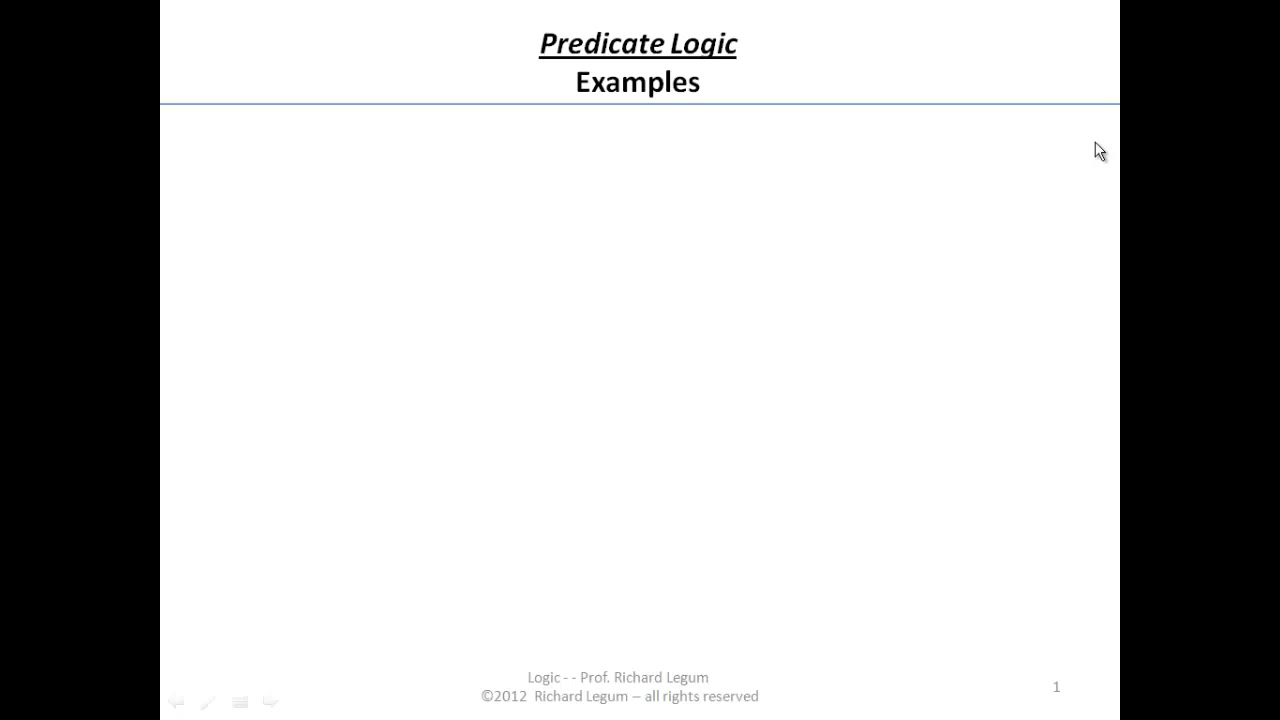 Predicate Logic
Examples
Logic - - Prof. Richard Legum
©2012 Richard Legum – all rights reserved
1